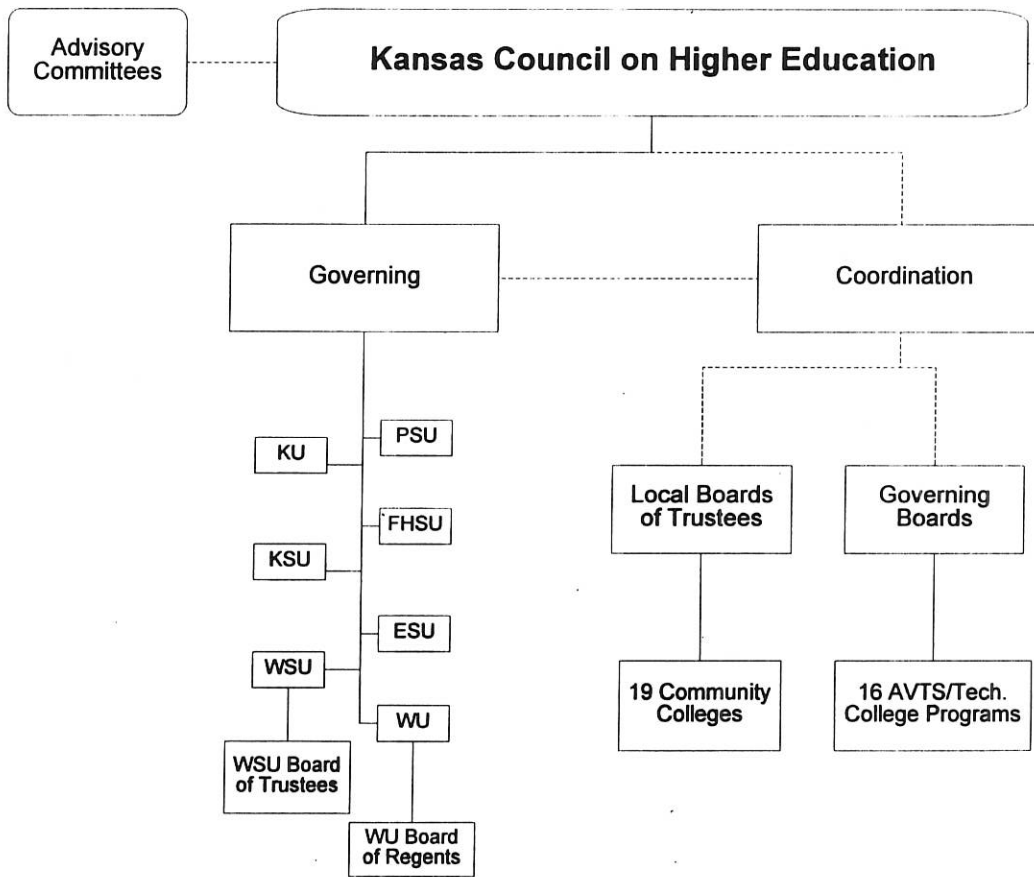 Advisory
Committees
Kansas Council on Higher Education
Governing
Coordination
PSU
KU
FHSU
KSU
ESU
WSU
WU
WSU Board
of Trustees
WU Board
of Regents
Local Boards
of Trustees
Governing
Boards
19 Community
Colleges
16 AVTS/Tech.
College Programs